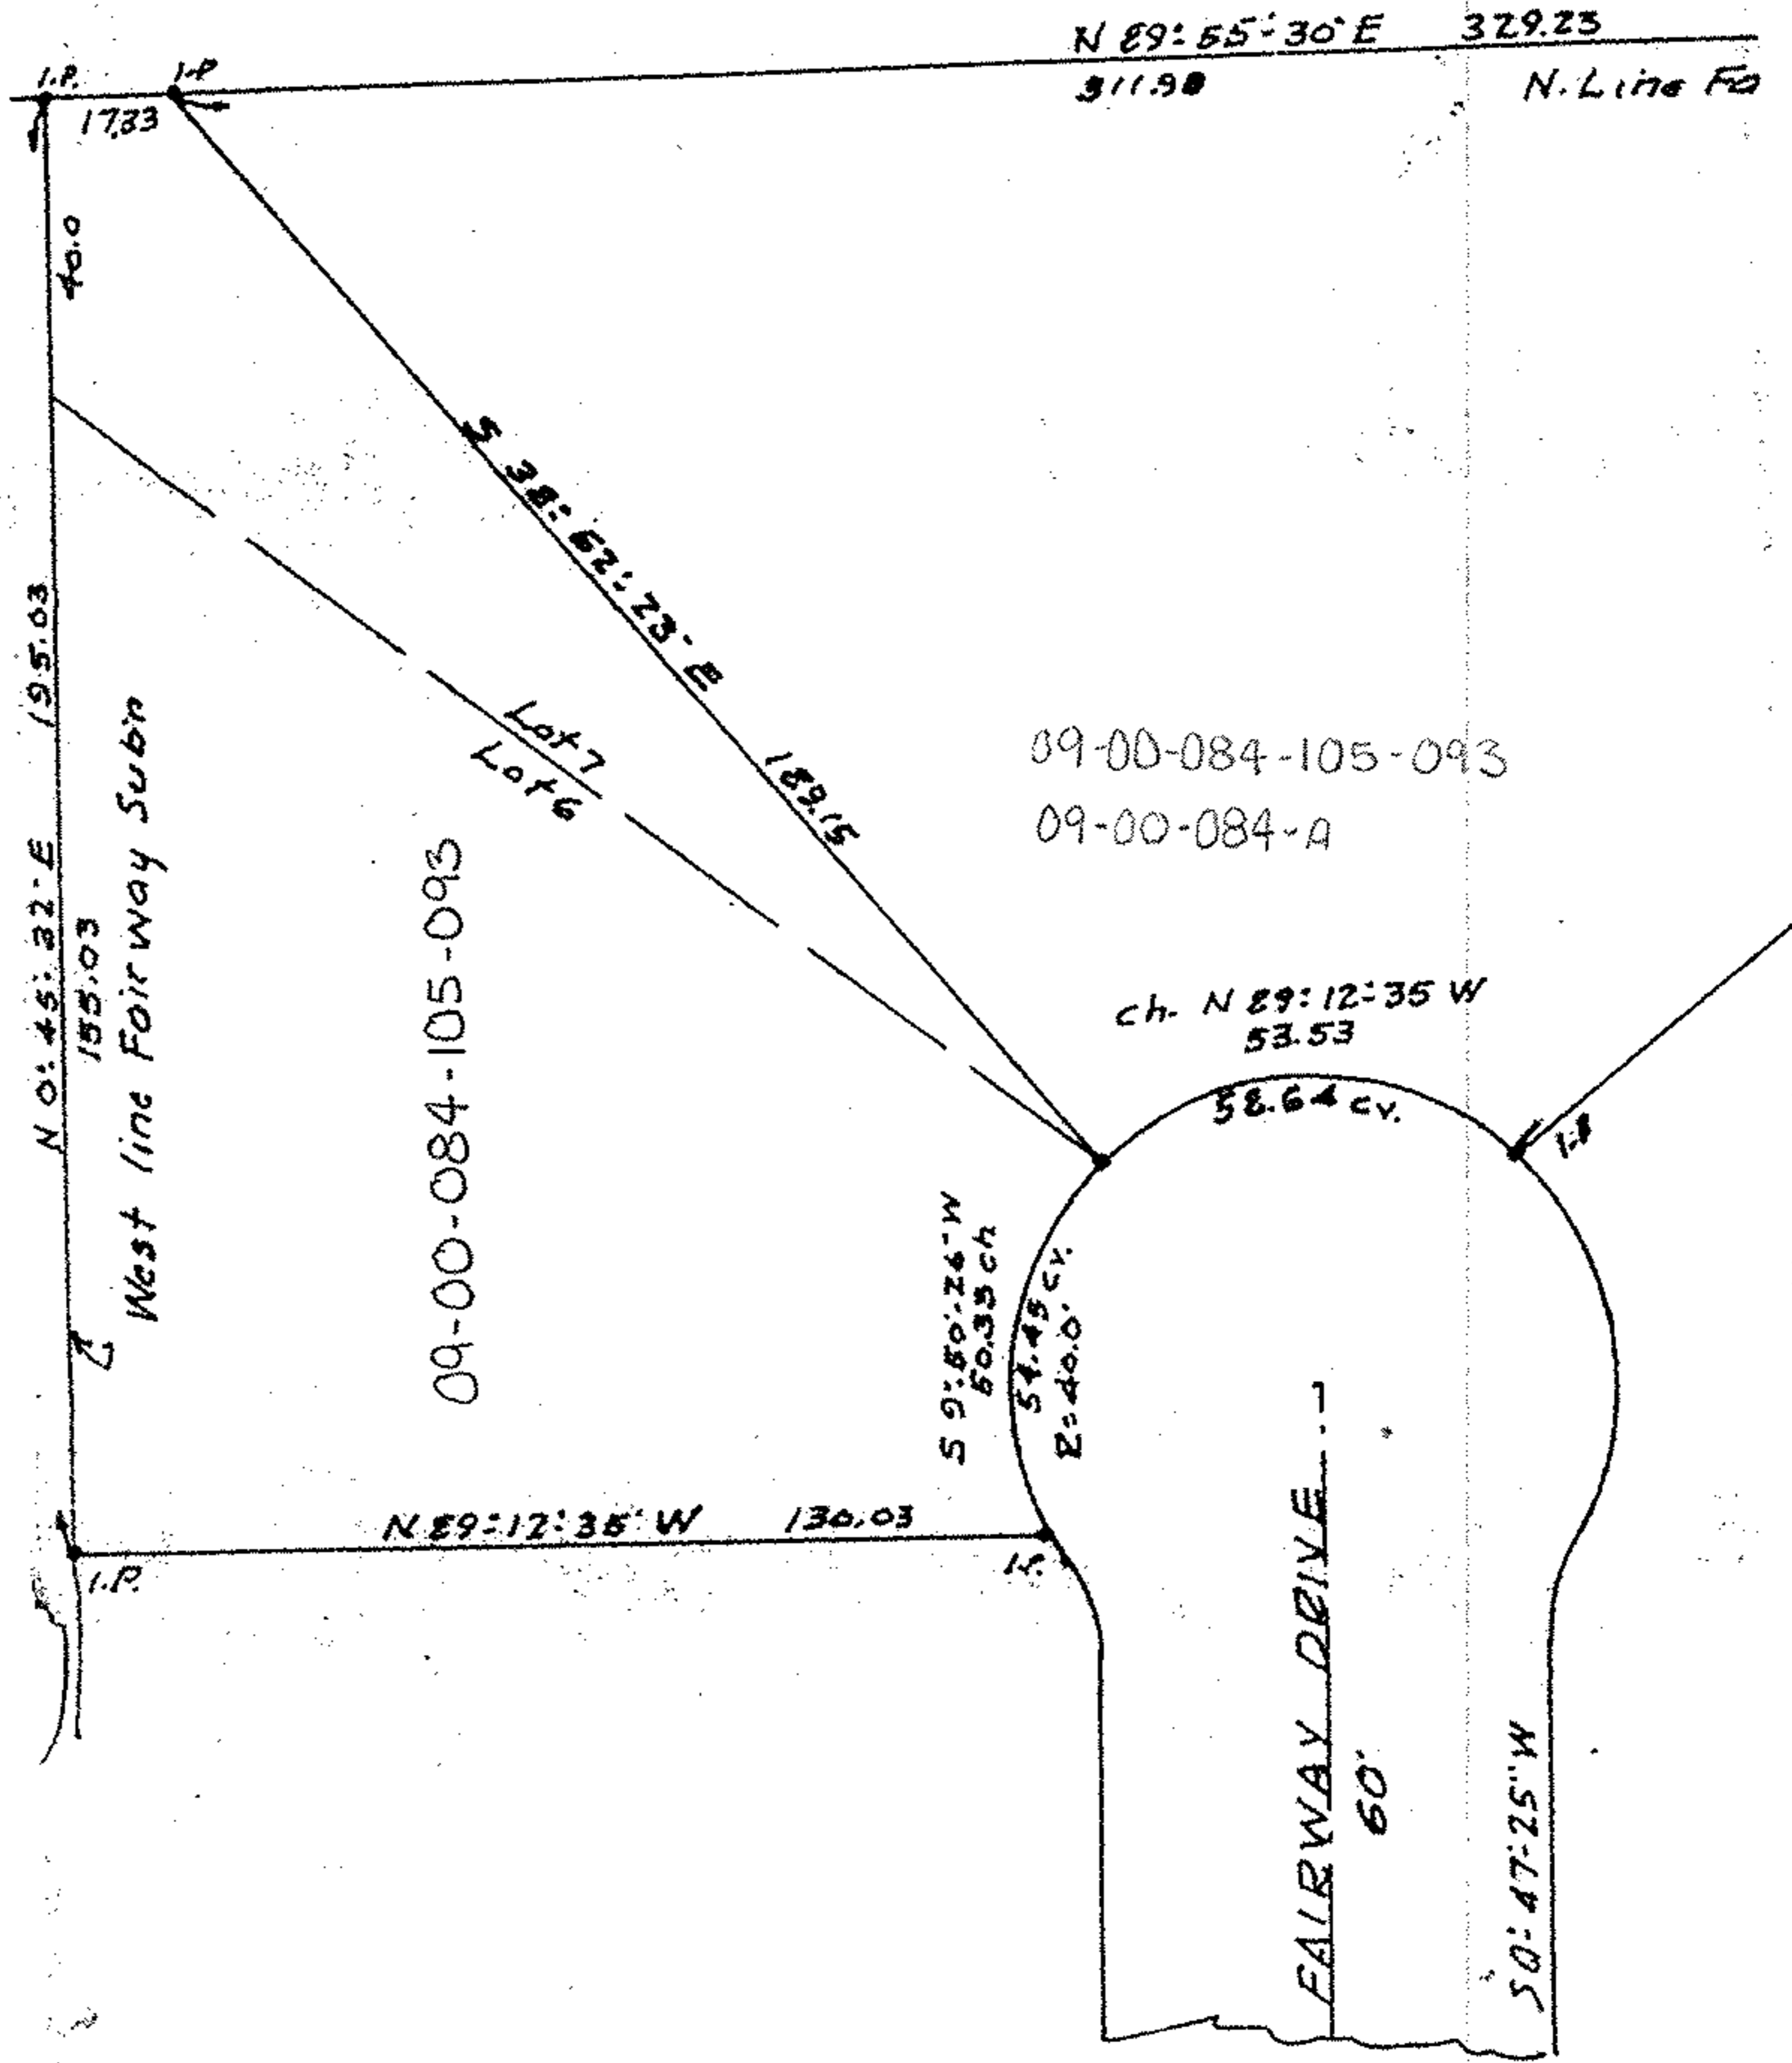 N 89°-55'-30" E 329.23
311.90
N. Line Fa
I.P.
I.P
17.33
40.0
N 0°-45'-32" E 195.03
155.03
West line Fairway Subn
S 38°-52'-23" E
189.15
Lot 7
Lot 6
09-00-084-105-093
09-00-084-A
09-00-084-105-093
ch. N 89°-12'-35 W
53.53
58.64 cv.
I.P
S 9°-50'-26" W
50.33 ch
54.45 cv.
R=40.0'
N 89°-12'-35" W 130.03
I.P.
I.P.
FAIRWAY DRIVE
60'
S 0°-47'-25" W